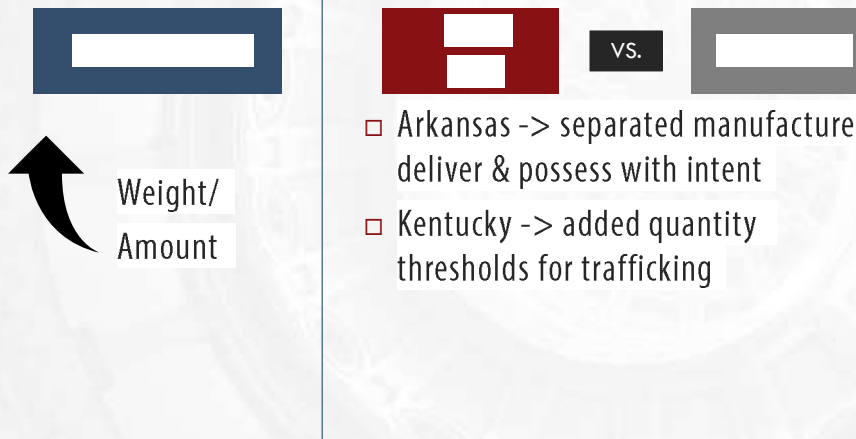 VS.
Weight/
Amount
□ Arkansas -> separated manufacture
deliver & possess with intent
□ Kentucky -> added quantity
thresholds for trafficking